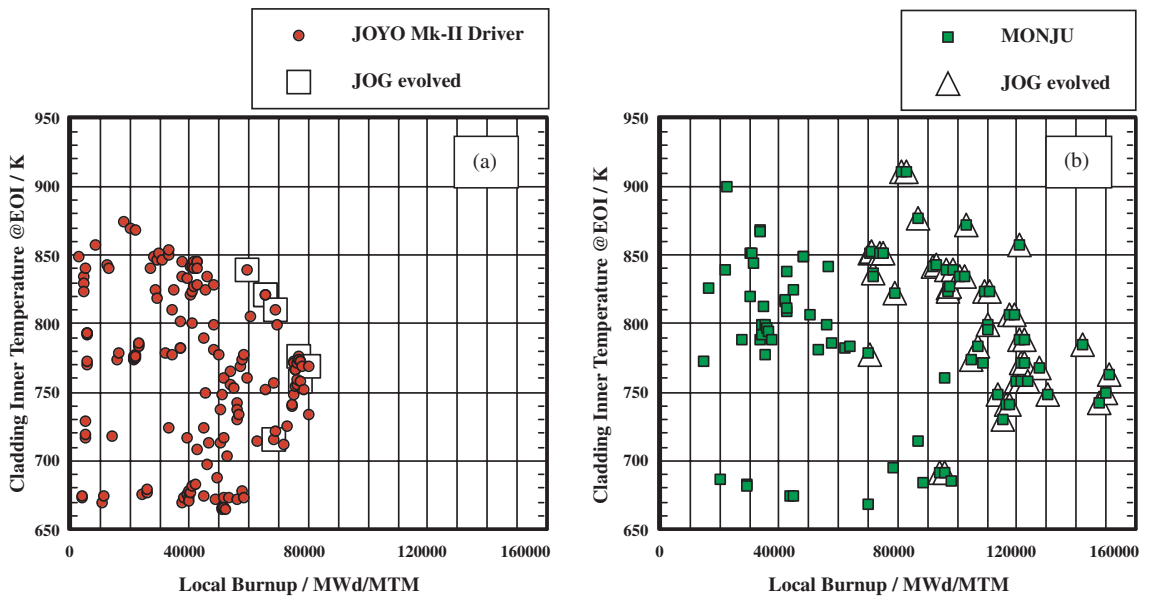 JOYO Mk-II Driver
JOG evolved
MONJU
JOG evolved
(a)
950
900
850
800
750
700
650
Cladding Inner Temperature @EOI / K
0 40000 80000 120000 160000
Local Burnup / MWd/MTM
(b)
950
900
850
800
750
700
650
Cladding Inner Temperature @EOI / K
0 40000 80000 120000 160000
Local Burnup / MWd/MTM